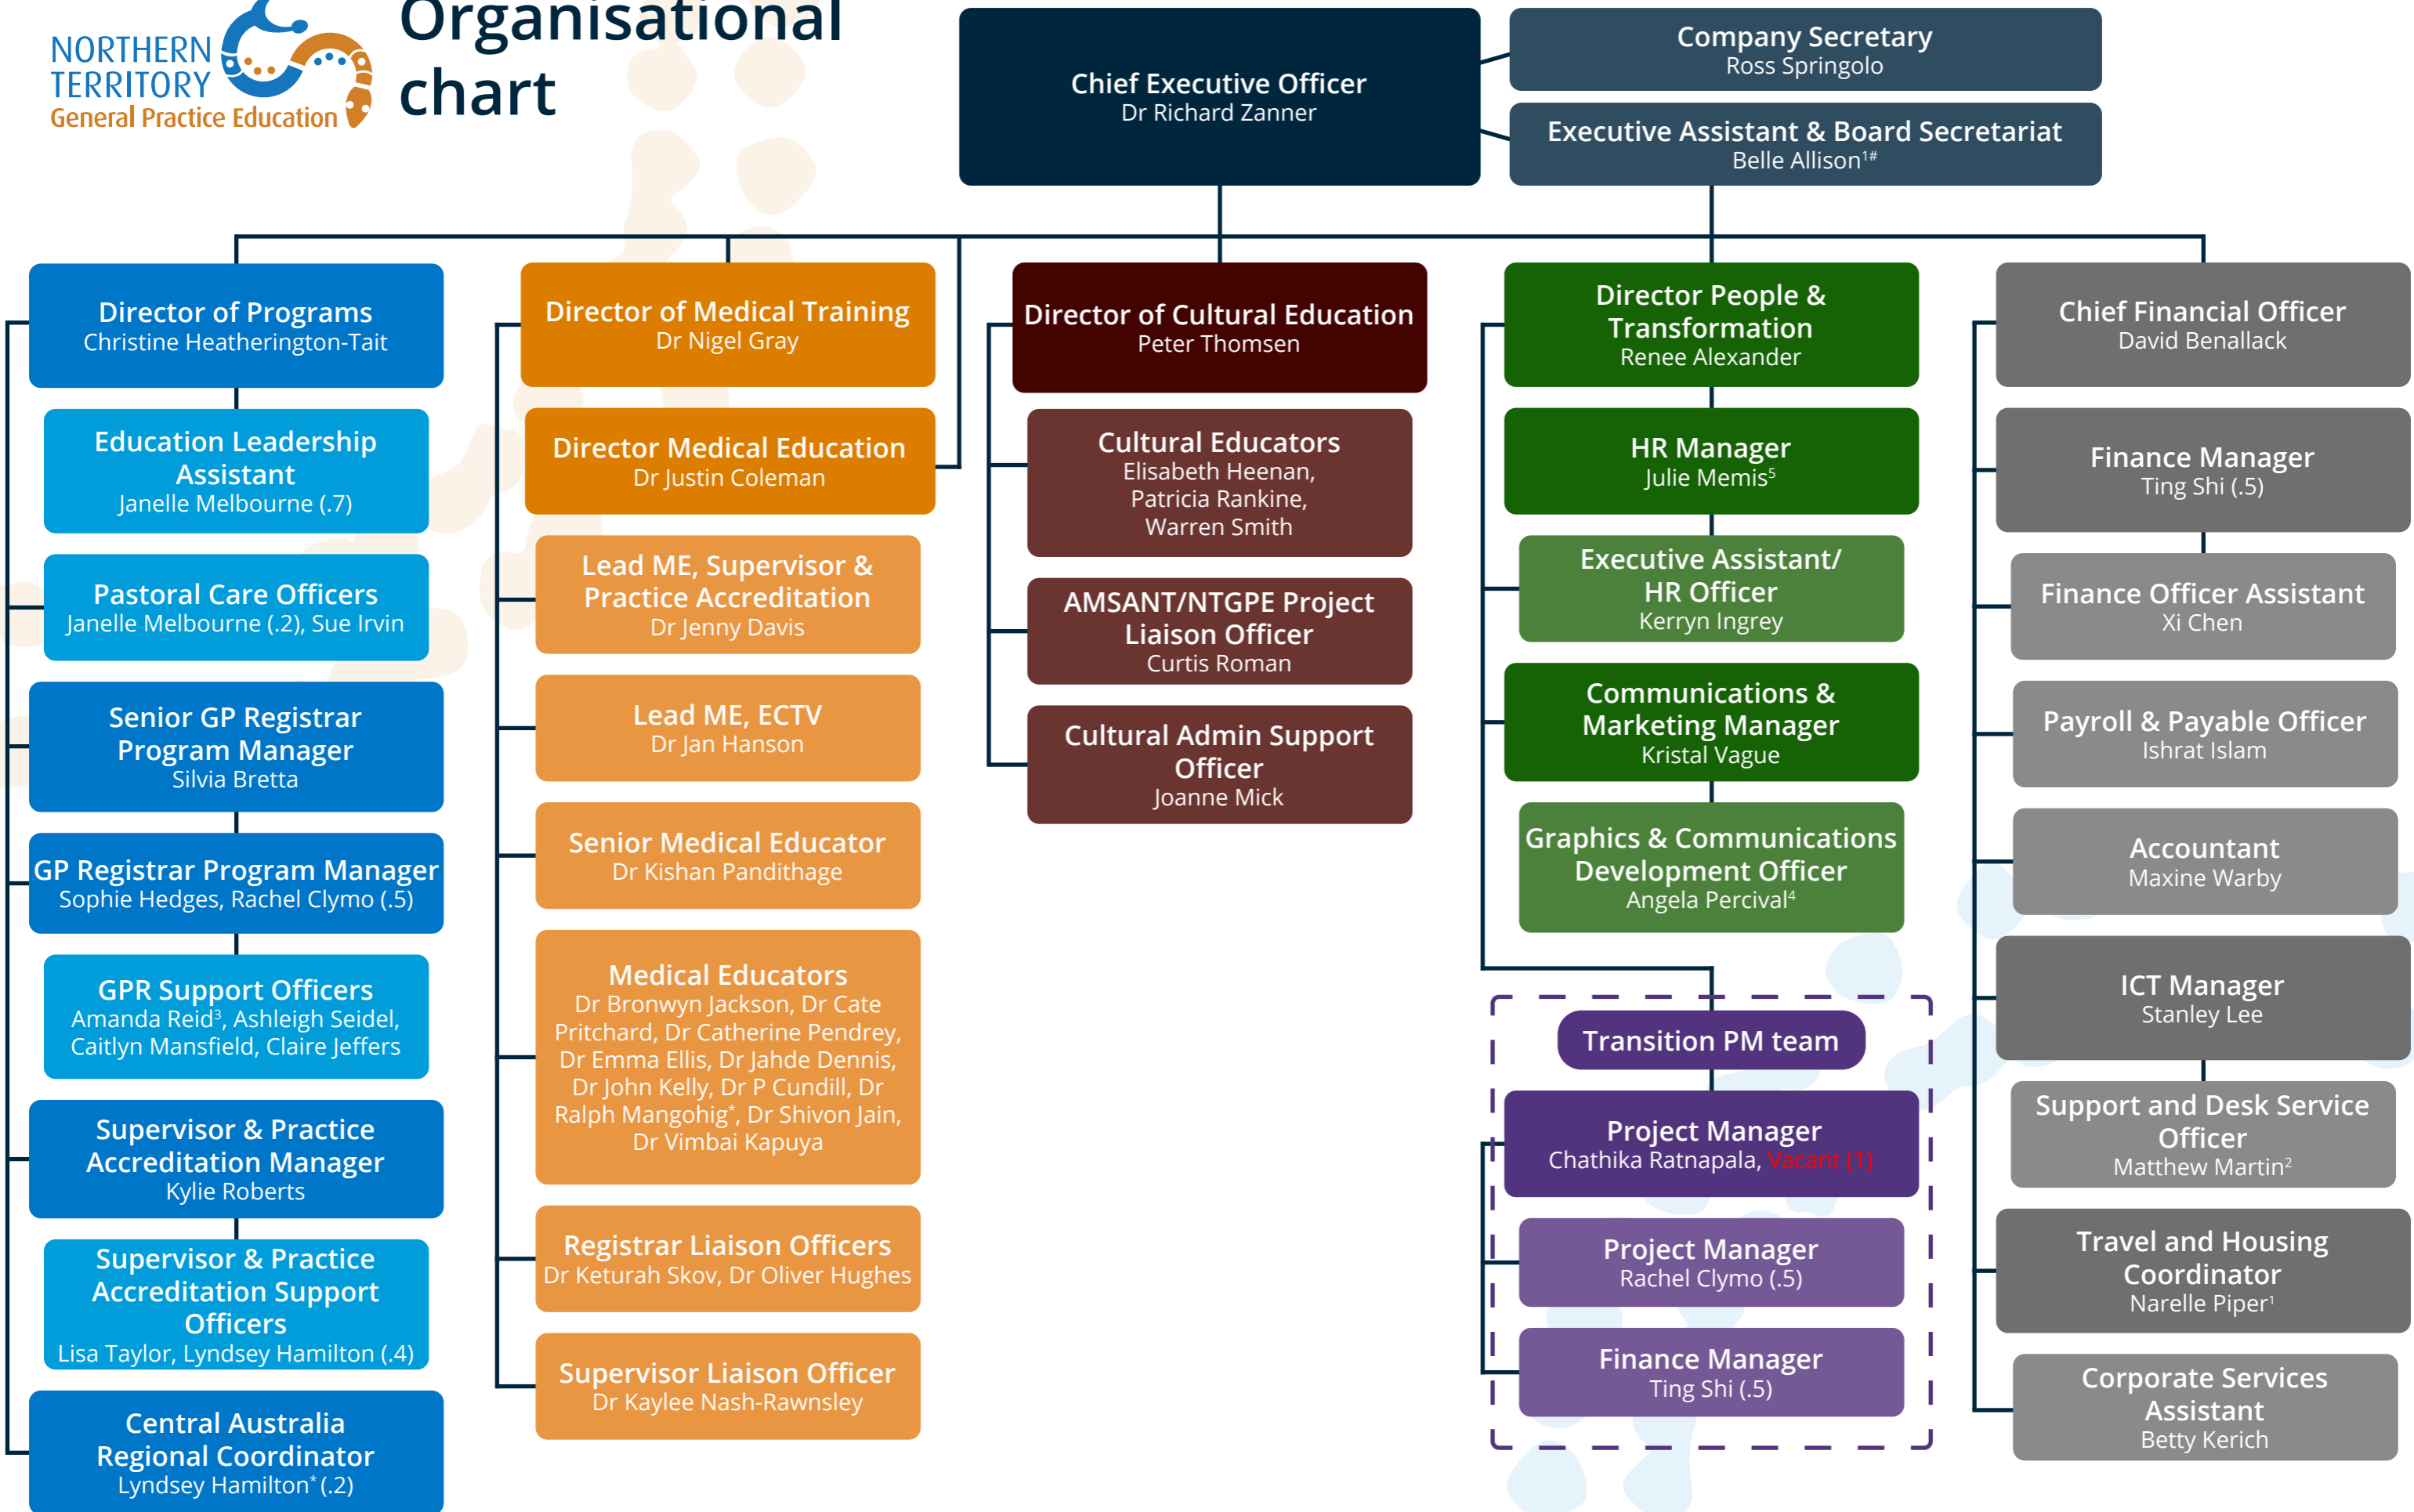 NORTHERN
TERRITORY
General Practice Education
Organisational
chart
Chief Executive Officer
Dr Richard Zanner
Company Secretary
Ross Springolo
Executive Assistant & Board Secretariat
Belle Allison¹#
Director of Programs
Christine Heatherington-Tait
Education Leadership
Assistant
Janelle Melbourne (.7)
Pastoral Care Officers
Janelle Melbourne (.2), Sue Irvin
Senior GP Registrar
Program Manager
Silvia Bretta
GP Registrar Program Manager
Sophie Hedges, Rachel Clymo (.5)
GPR Support Officers
Amanda Reid³, Ashleigh Seidel,
Caitlyn Mansfield, Claire Jeffers
Supervisor & Practice
Accreditation Manager
Kylie Roberts
Supervisor & Practice
Accreditation Support
Officers
Lisa Taylor, Lyndsey Hamilton (.4)
Central Australia
Regional Coordinator
Lyndsey Hamilton* (.2)
Director of Medical Training
Dr Nigel Gray
Director Medical Education
Dr Justin Coleman
Lead ME, Supervisor &
Practice Accreditation
Dr Jenny Davis
Lead ME, ECTV
Dr Jan Hanson
Senior Medical Educator
Dr Kishan Pandithage
Medical Educators
Dr Bronwyn Jackson, Dr Cate
Pritchard, Dr Catherine Pendrey,
Dr Emma Ellis, Dr Jahde Dennis,
Dr John Kelly, Dr P Cundill, Dr
Ralph Mangohig*, Dr Shivon Jain,
Dr Vimbai Kapuya
Registrar Liaison Officers
Dr Keturah Skov, Dr Oliver Hughes
Supervisor Liaison Officer
Dr Kaylee Nash-Rawnsley
Director of Cultural Education
Peter Thomsen
Cultural Educators
Elisabeth Heenan,
Patricia Rankine,
Warren Smith
AMSANT/NTGPE Project
Liaison Officer
Curtis Roman
Cultural Admin Support
Officer
Joanne Mick
Director People &
Transformation
Renee Alexander
HR Manager
Julie Memis⁵
Executive Assistant/
HR Officer
Kerryn Ingrey
Communications &
Marketing Manager
Kristal Vague
Graphics & Communications
Development Officer
Angela Percival⁴
Transition PM team
Project Manager
Chathika Ratnapala, Vacant (1)
Project Manager
Rachel Clymo (.5)
Finance Manager
Ting Shi (.5)
Chief Financial Officer
David Benallack
Finance Manager
Ting Shi (.5)
Finance Officer Assistant
Xi Chen
Payroll & Payable Officer
Ishrat Islam
Accountant
Maxine Warby
ICT Manager
Stanley Lee
Support and Desk Service
Officer
Matthew Martin²
Travel and Housing
Coordinator
Narelle Piper¹
Corporate Services
Assistant
Betty Kerich